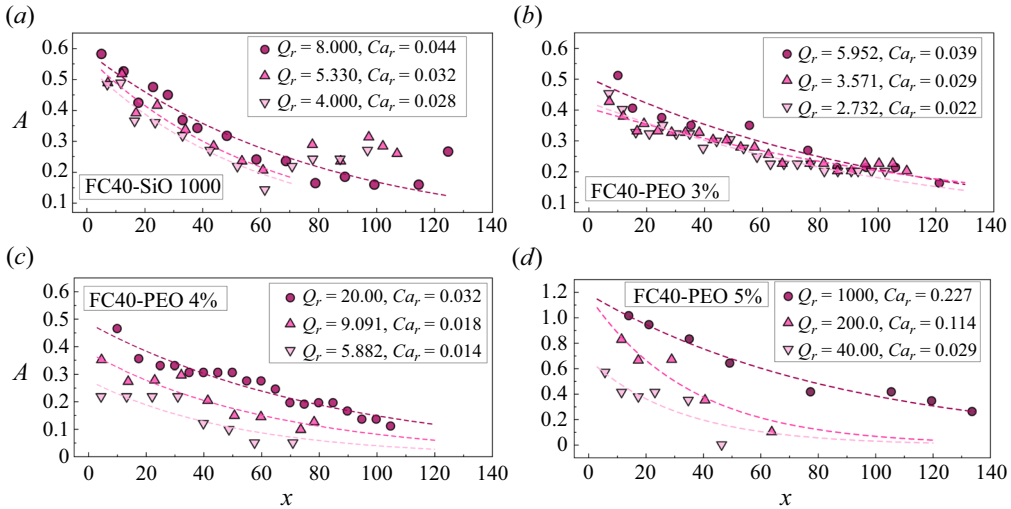 (a)
0.6
0.5
0.4
0.3
0.2
0.1
A
Q_r = 8.000, Ca_r = 0.044
Q_r = 5.330, Ca_r = 0.032
Q_r = 4.000, Ca_r = 0.028
FC40-SiO 1000
0 20 40 60 80 100 120 140
(b)
0.6
0.5
0.4
0.3
0.2
0.1
Q_r = 5.952, Ca_r = 0.039
Q_r = 3.571, Ca_r = 0.029
Q_r = 2.732, Ca_r = 0.022
FC40-PEO 3%
0 20 40 60 80 100 120 140
(c)
0.6
0.5
0.4
0.3
0.2
0.1
0
A
FC40-PEO 4%
Q_r = 20.00, Ca_r = 0.032
Q_r = 9.091, Ca_r = 0.018
Q_r = 5.882, Ca_r = 0.014
0 20 40 60 80 100 120 140
x
(d)
1.2
1.0
0.8
0.6
0.4
0.2
0
FC40-PEO 5%
Q_r = 1000, Ca_r = 0.227
Q_r = 200.0, Ca_r = 0.114
Q_r = 40.00, Ca_r = 0.029
0 20 40 60 80 100 133 140
x